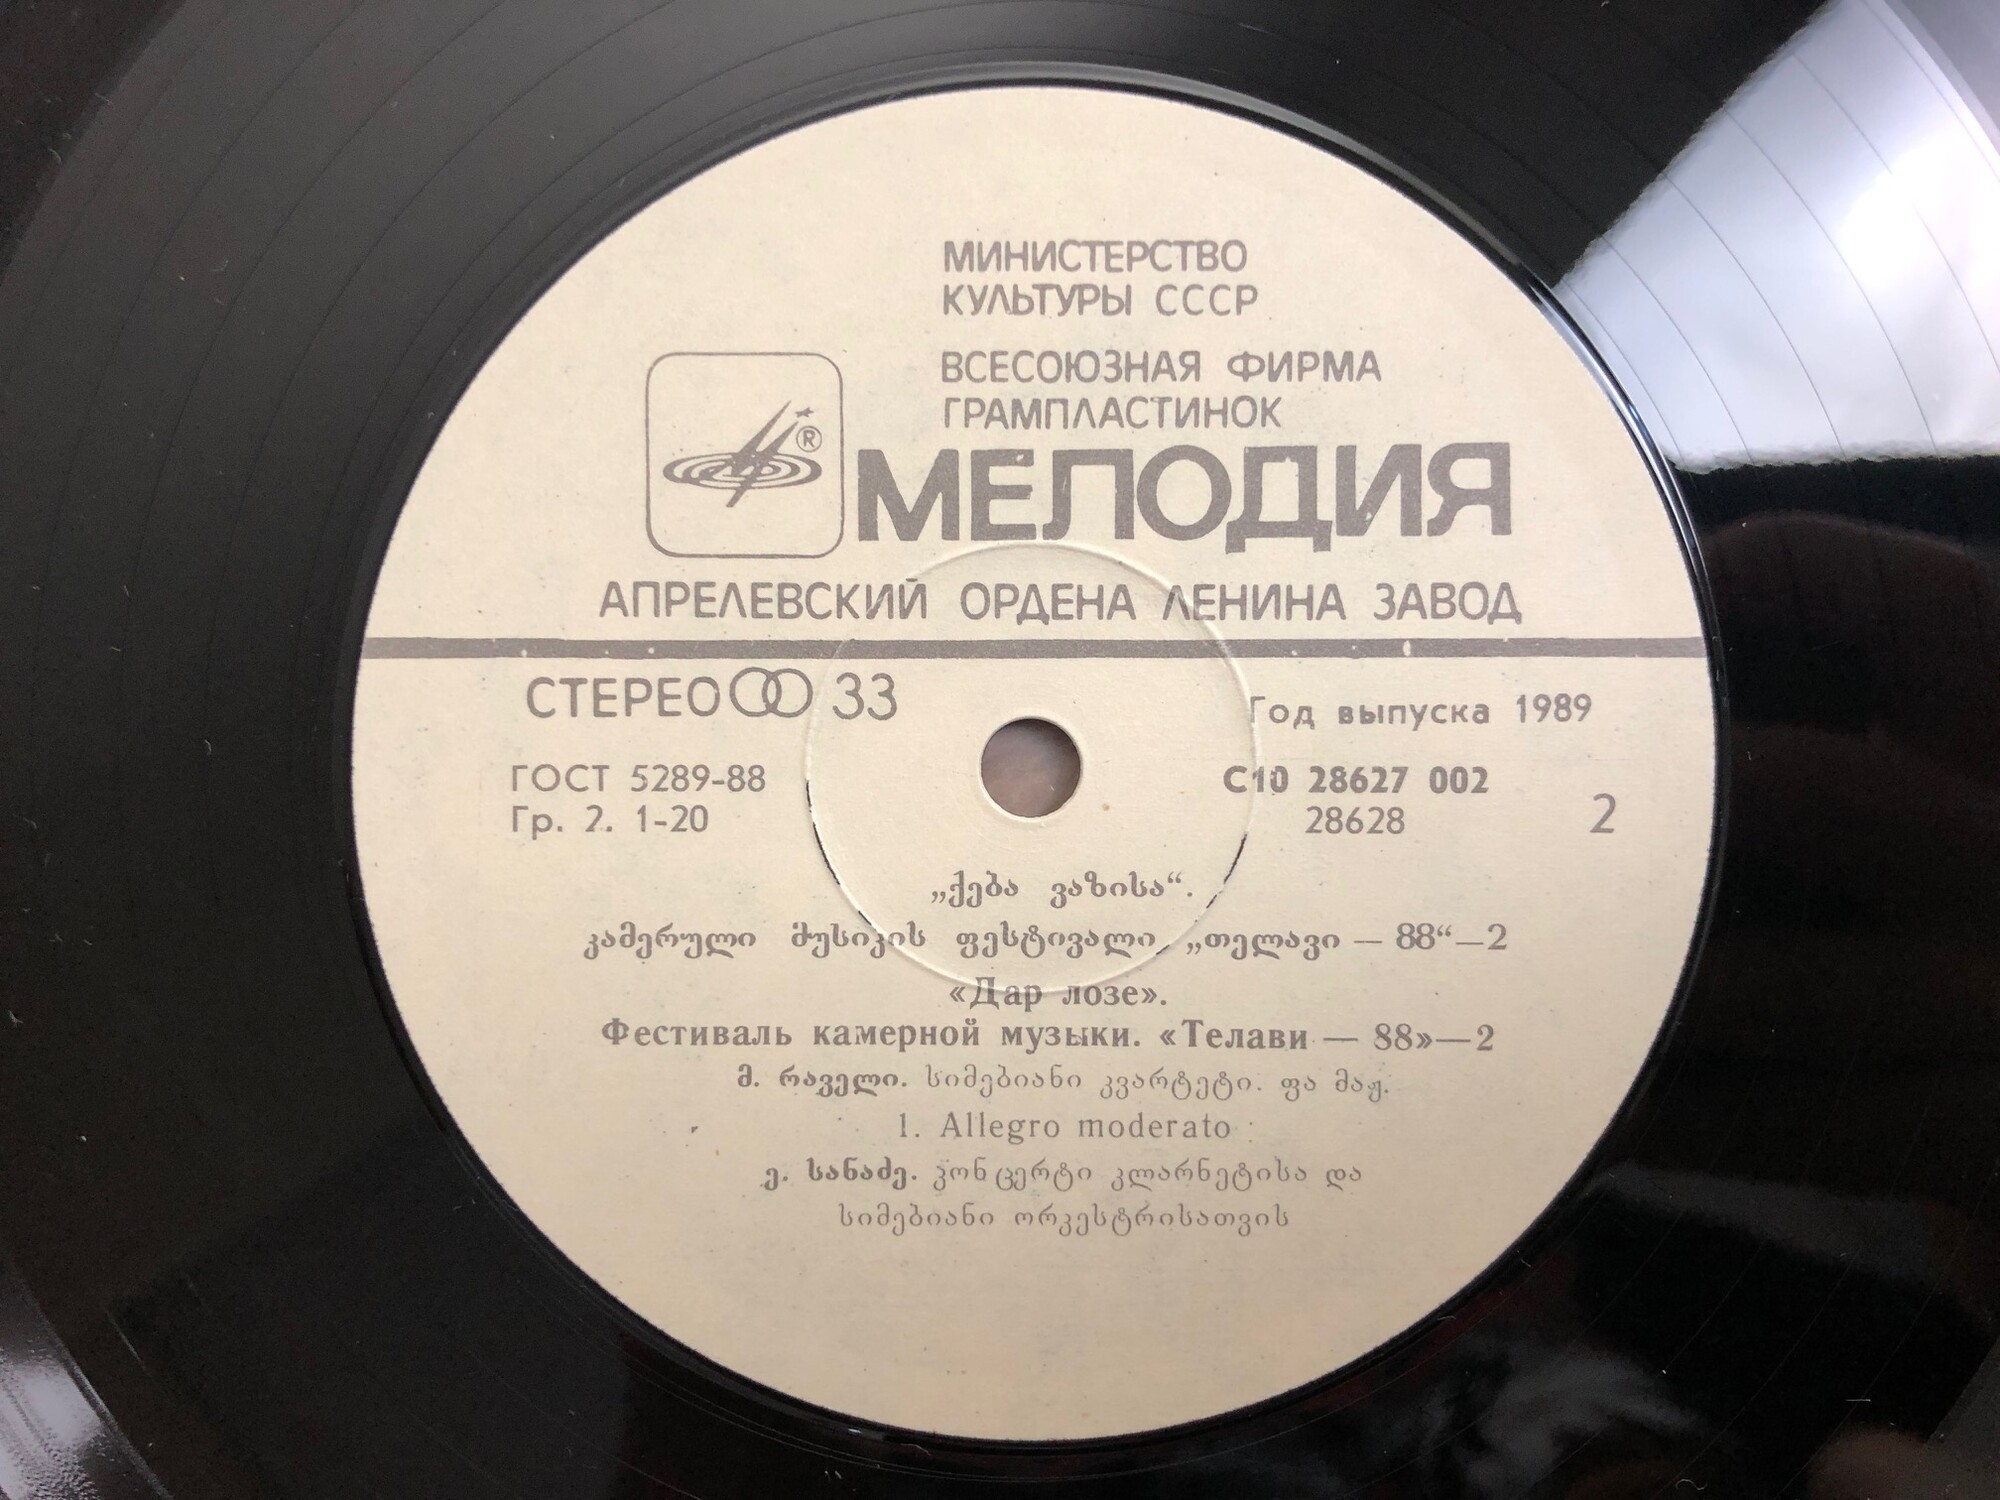 МИНИСТЕРСТВО
КУЛЬТУРЫ СССР
ВСЕСОЮЗНАЯ ФИРМА
ГРАМПЛАСТИНОК
®
МЕЛОДИЯ
АПРЕЛЕВСКИЙ ОРДЕНА ЛЕНИНА ЗАВОД
СТЕРЕО 33
Год выпуска 1989
ГОСТ 5289-88
Гр. 2. 1-20
С10 28627 002
28628
2
„ქება ვაზისა“.
კამერული მუსიკის ფესტივალი „თელავი — 88“—2
«Дар лозе».
Фестиваль камерной музыки. «Телави — 88»—2
მ. რაველი. სიმებიანი კვარტეტი. ფა მაჟ.
1. Allegro moderato
ე. სანაძე. კონცერტი კლარნეტისა და
სიმებიანი ორკესტრისათვის